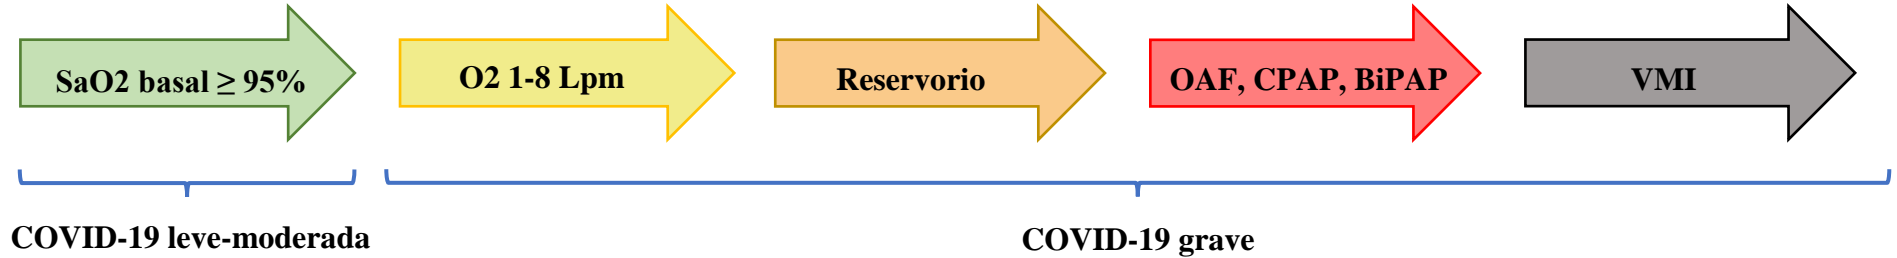 SaO2 basal ≥ 95%
O2 1-8 Lpm
Reservorio
OAF, CPAP, BiPAP
VMI
COVID-19 leve-moderada
COVID-19 grave